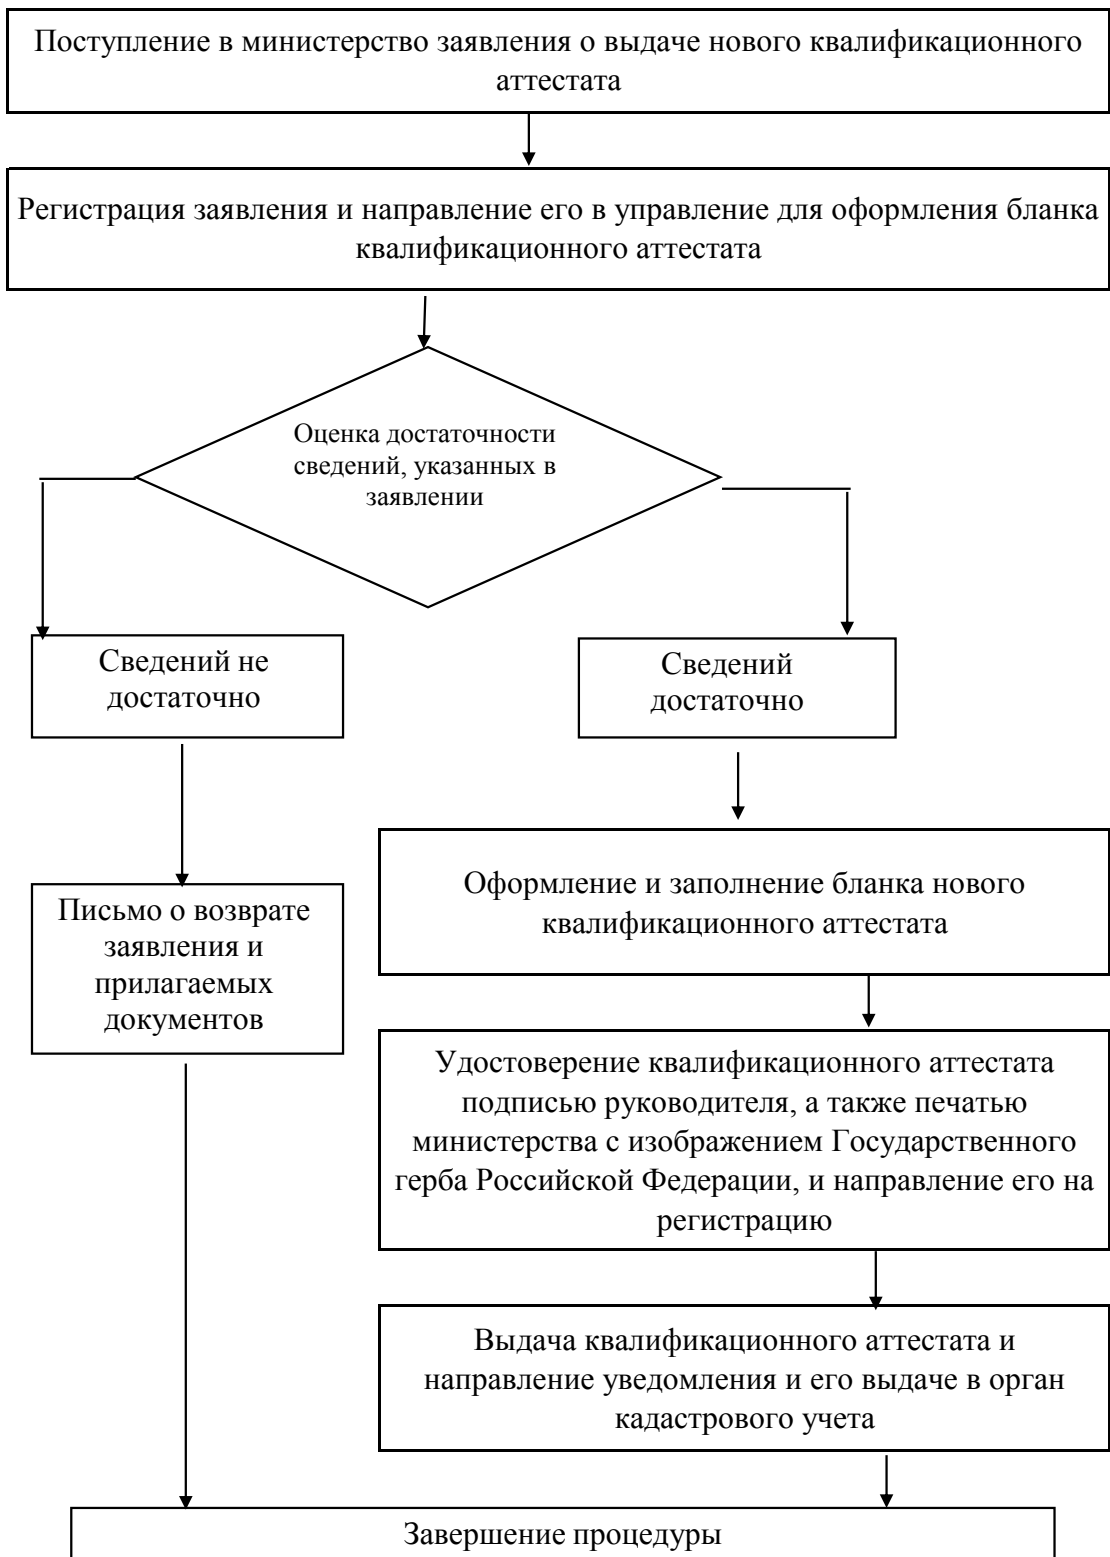 Поступление в министерство заявления о выдаче нового квалификационного
аттестата
Регистрация заявления и направление его в управление для оформления бланка
квалификационного аттестата
Оценка достаточности
сведений, указанных в
заявлении
Сведений не
достаточно
Сведений
достаточно
Оформление и заполнение бланка нового
квалификационного аттестата
Письмо о возврате
заявления и
прилагаемых
документов
Удостоверение квалификационного аттестата
подписью руководителя, а также печатью
министерства с изображением Государственного
герба Российской Федерации, и направление его на
регистрацию
Выдача квалификационного аттестата и
направление уведомления и его выдаче в орган
кадастрового учета
Завершение процедуры